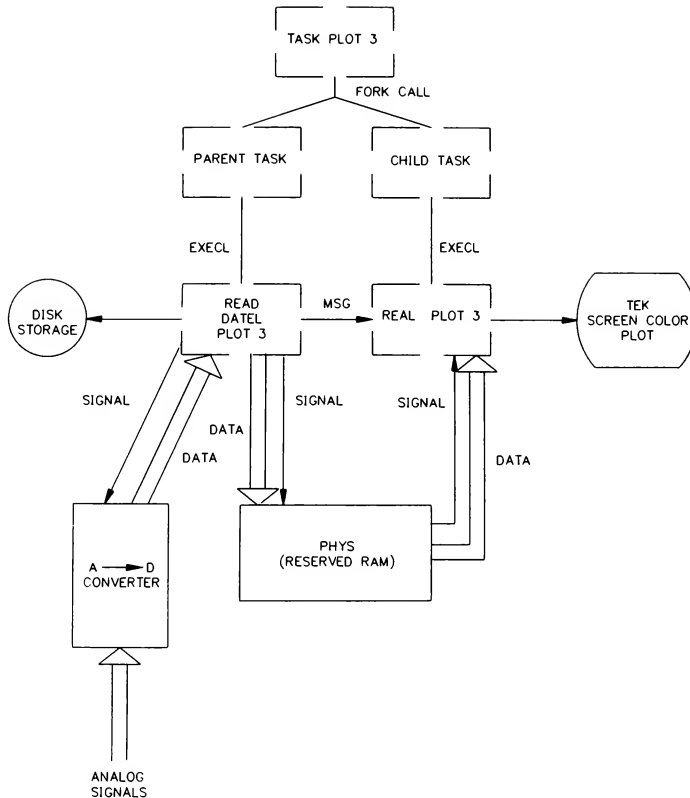 TASK PLOT 3
FORK CALL
PARENT TASK
CHILD TASK
EXECL
EXECL
DISK
STORAGE
READ
DATEL
PLOT 3
MSG
REAL PLOT 3
TEK
SCREEN COLOR
PLOT
SIGNAL
DATA
DATA
SIGNAL
SIGNAL
DATA
A D
CONVERTER
PHYS
(RESERVED RAM)
ANALOG
SIGNALS